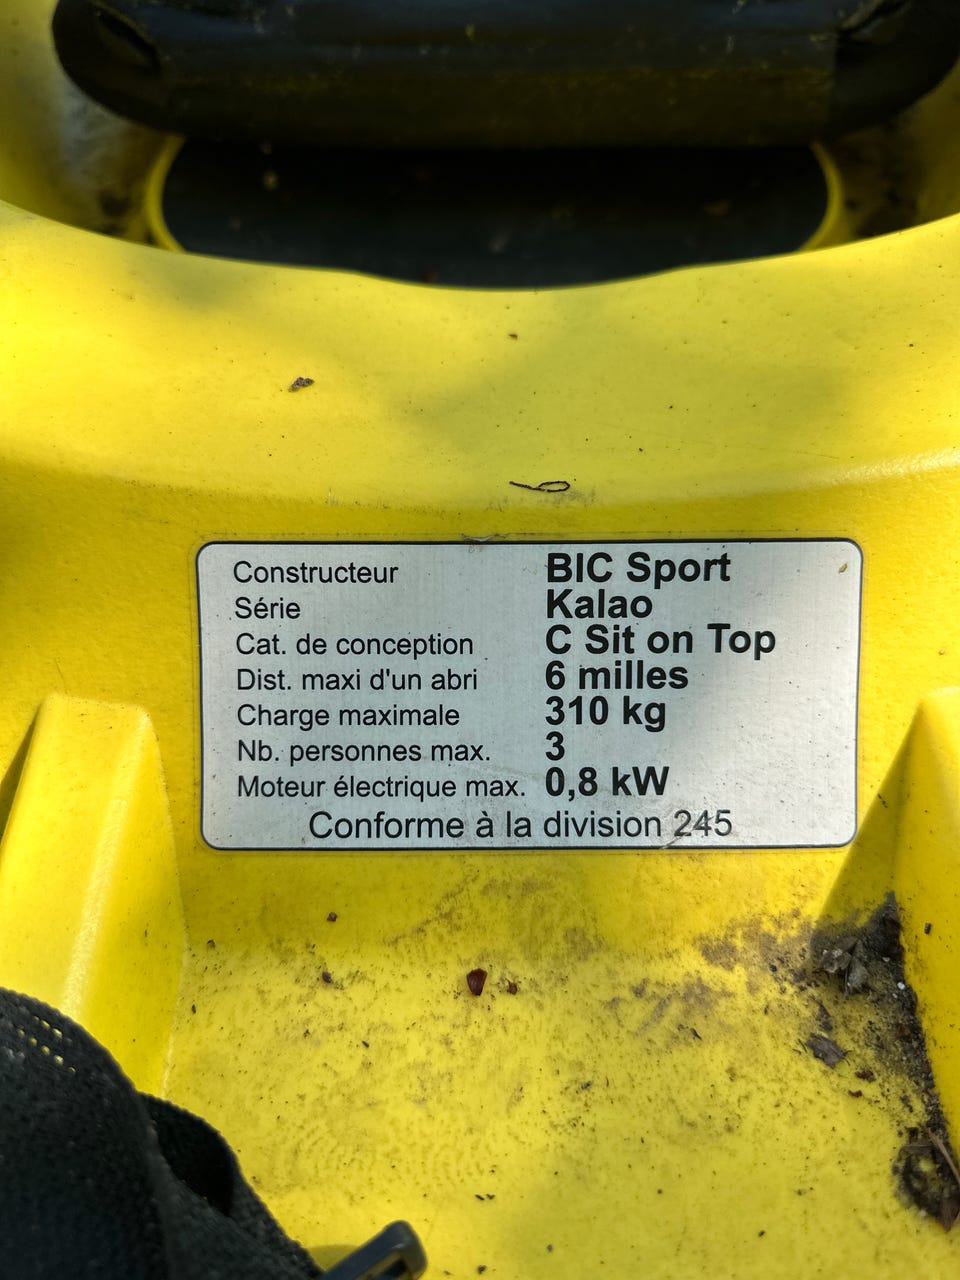 Constructeur BIC Sport
Série Kalao
Cat. de conception C Sit on Top
Dist. maxi d'un abri 6 milles
Charge maximale 310 kg
Nb. personnes max. 3
Moteur électrique max. 0,8 kW
Conforme à la division 245